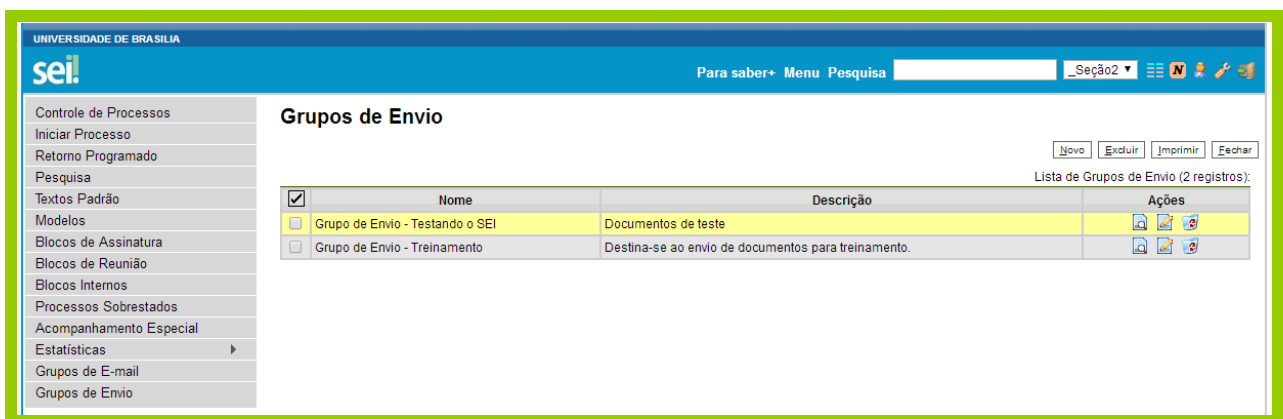 UNIVERSIDADE DE BRASILIA
sei!
Para saber+ Menu Pesquisa _Seção2 N
Controle de Processos
Iniciar Processo
Retorno Programado
Pesquisa
Textos Padrão
Modelos
Blocos de Assinatura
Blocos de Reunião
Blocos Internos
Processos Sobrestados
Acompanhamento Especial
Estatísticas
Grupos de E-mail
Grupos de Envio
Grupos de Envio
Novo Excluir Imprimir Fechar
Lista de Grupos de Envio (2 registros):
Nome Descrição Ações
Grupo de Envio - Testando o SEI Documentos de teste
Grupo de Envio - Treinamento Destina-se ao envio de documentos para treinamento.